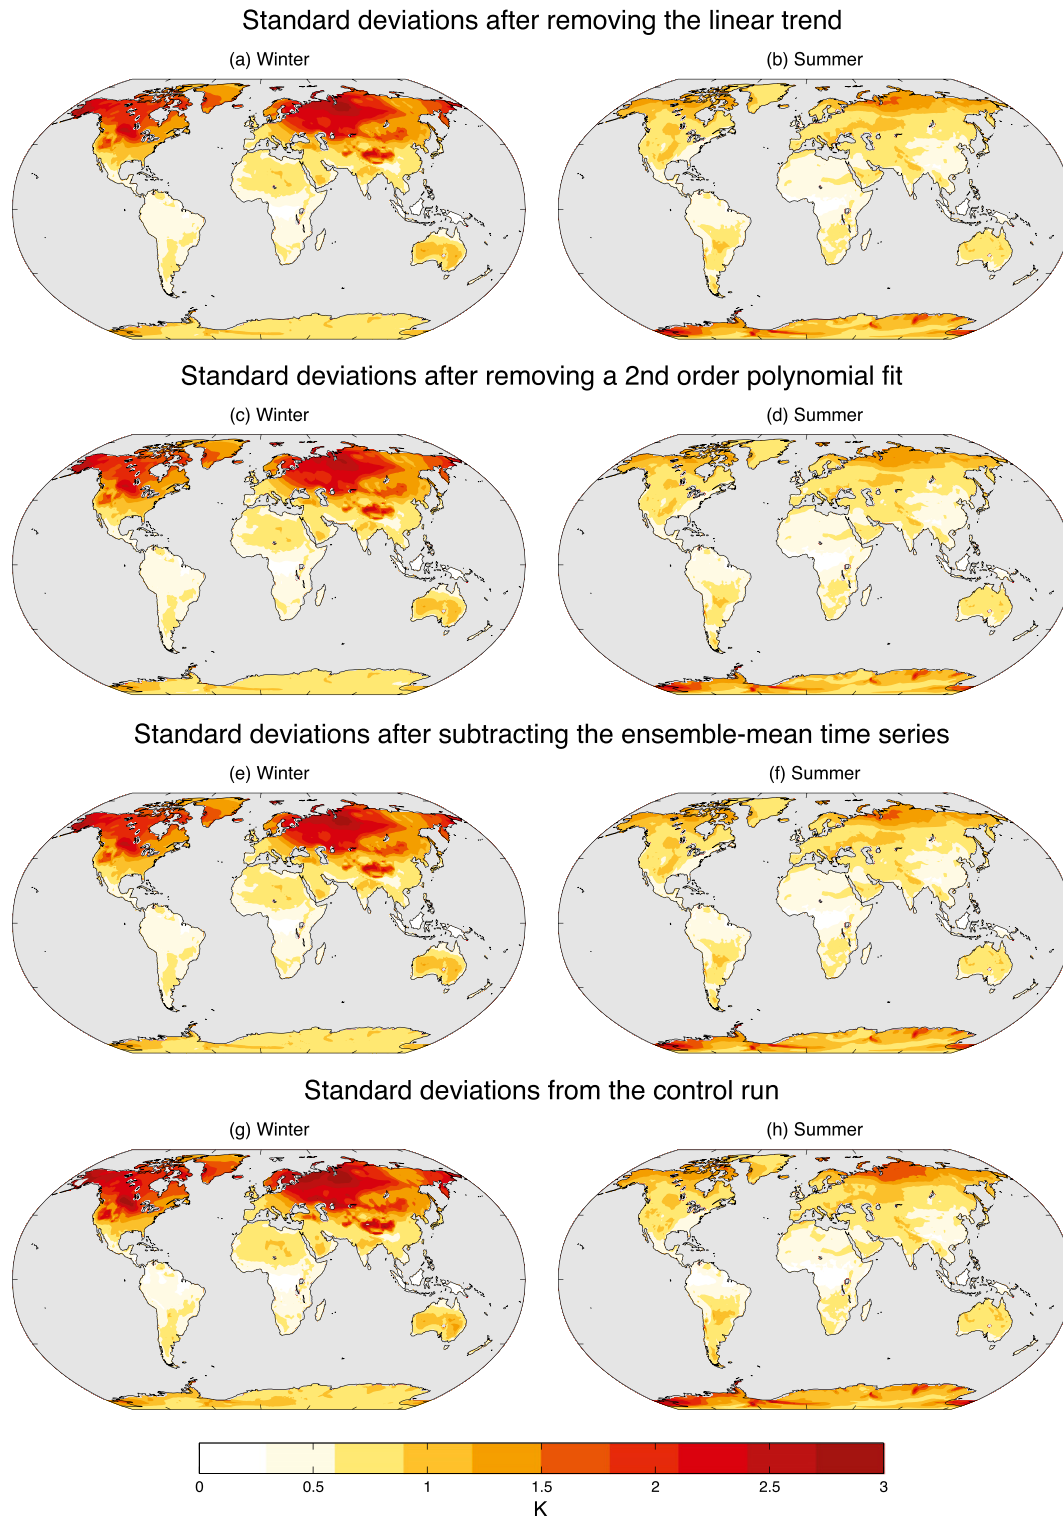 Standard deviations after removing the linear trend
(a) Winter
(b) Summer
Standard deviations after removing a 2nd order polynomial fit
(c) Winter
(d) Summer
Standard deviations after subtracting the ensemble-mean time series
(e) Winter
(f) Summer
Standard deviations from the control run
(g) Winter
(h) Summer
0 0.5 1 1.5 2 2.5 3
K